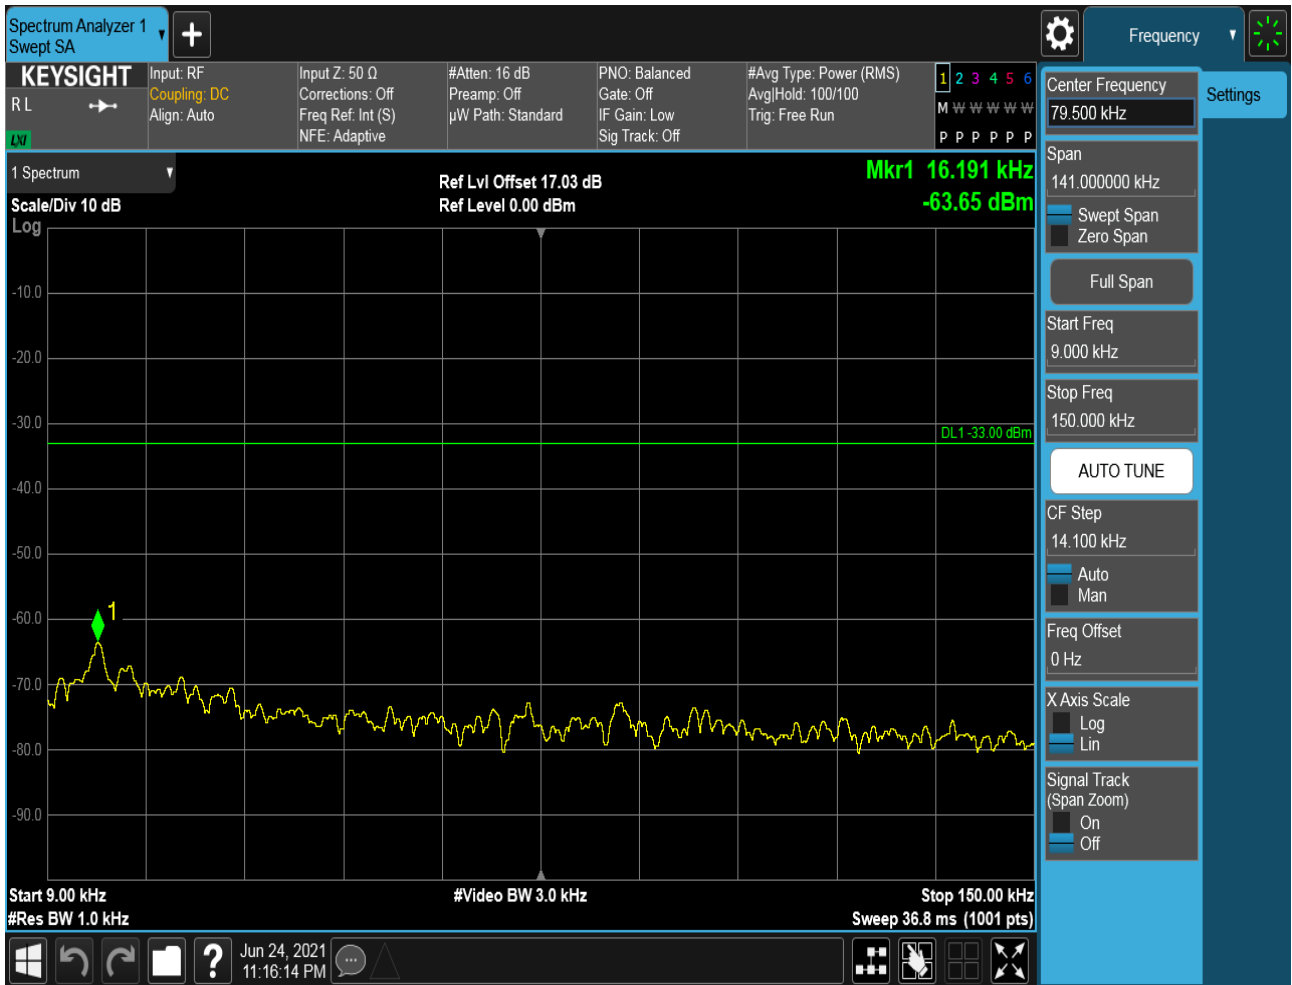 Spectrum Analyzer 1
Swept SA
Frequency
KEYSIGHT
R L
LXI
Input: RF
Coupling: DC
Align: Auto
Input Z: 50 Ω
Corrections: Off
Freq Ref: Int (S)
NFE: Adaptive
#Atten: 16 dB
Preamp: Off
µW Path: Standard
PNO: Balanced
Gate: Off
IF Gain: Low
Sig Track: Off
#Avg Type: Power (RMS)
Avg|Hold: 100/100
Trig: Free Run
1 2 3 4 5 6
M W W W W W
P P P P P P
1 Spectrum
Scale/Div 10 dB
Log
Ref Lvl Offset 17.03 dB
Ref Level 0.00 dBm
Mkr1 16.191 kHz
-63.65 dBm
-10.0
-20.0
-30.0
DL1 -33.00 dBm
-40.0
-50.0
-60.0
1
-70.0
-80.0
-90.0
Start 9.00 kHz
#Video BW 3.0 kHz
Stop 150.00 kHz
#Res BW 1.0 kHz
Sweep 36.8 ms (1001 pts)
Center Frequency
79.500 kHz
Settings
Span
141.000000 kHz
Swept Span
Zero Span
Full Span
Start Freq
9.000 kHz
Stop Freq
150.000 kHz
AUTO TUNE
CF Step
14.100 kHz
Auto
Man
Freq Offset
0 Hz
X Axis Scale
Log
Lin
Signal Track
(Span Zoom)
On
Off
?
Jun 24, 2021
11:16:14 PM